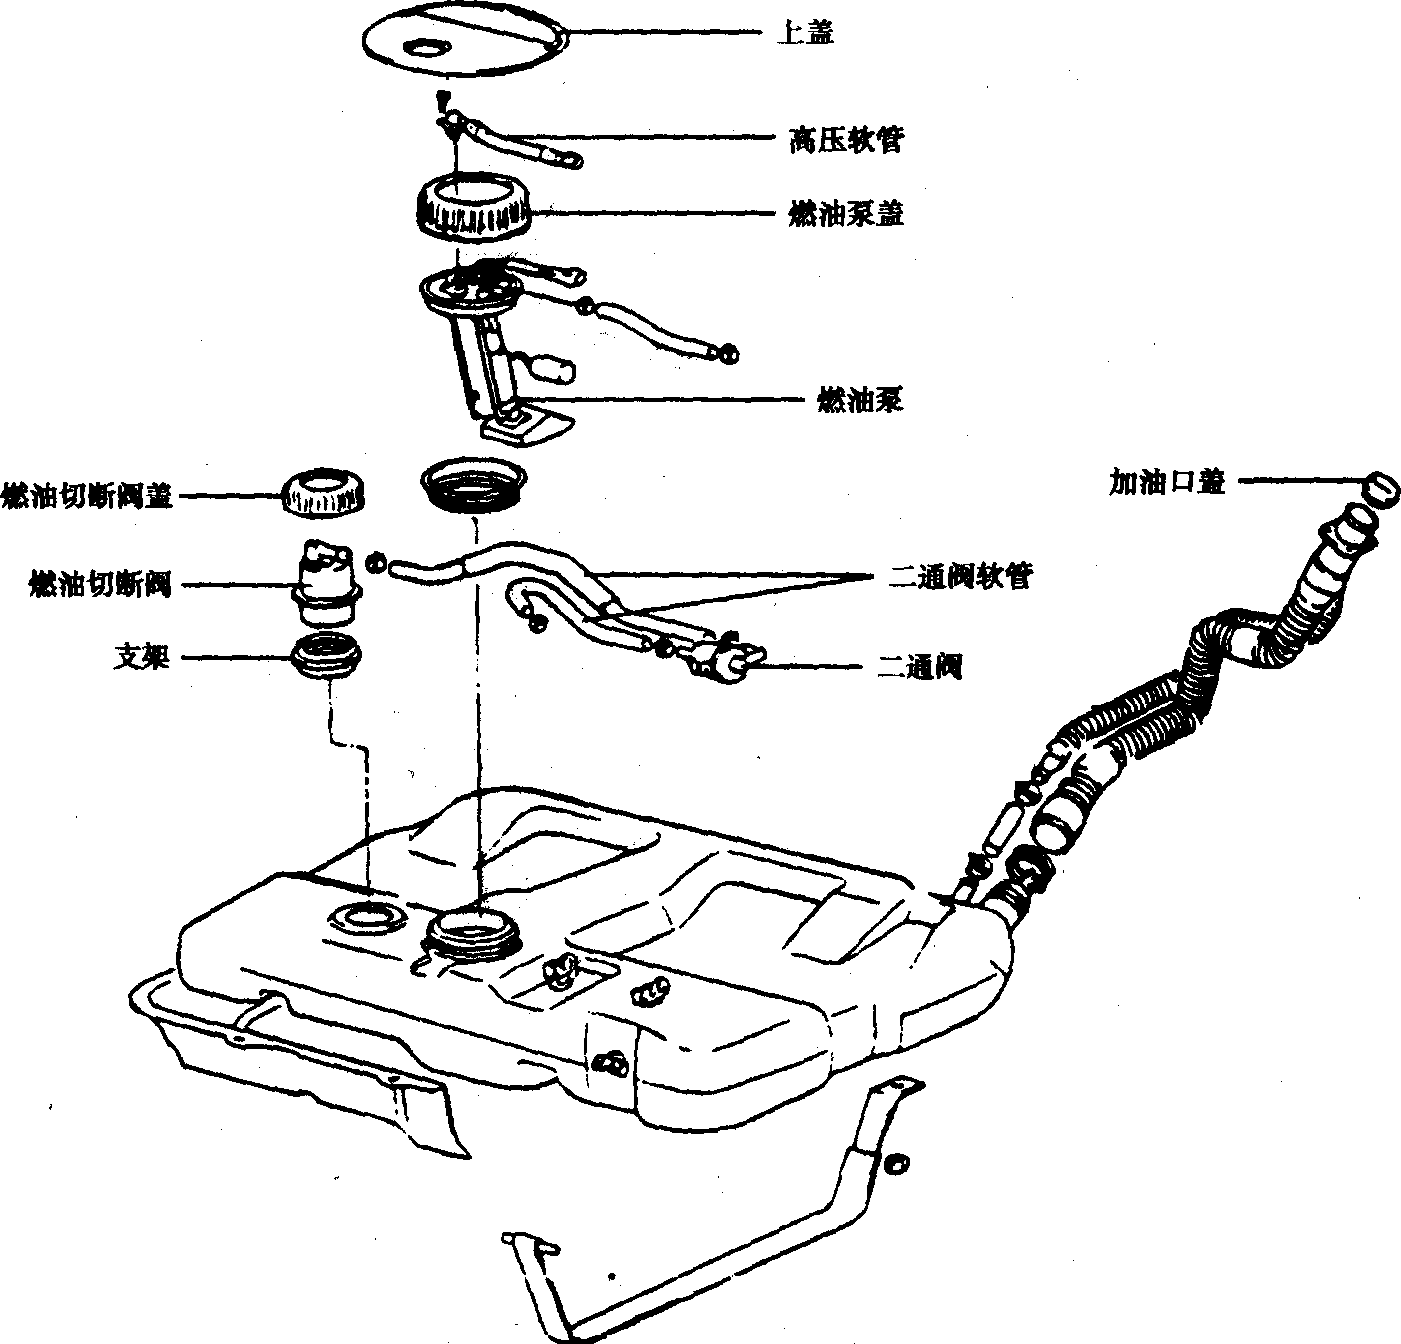 上盖
高压软管
燃油泵盖
燃油泵
燃油切断阀盖
加油口盖
燃油切断阀
二通阀软管
支架
二通阀